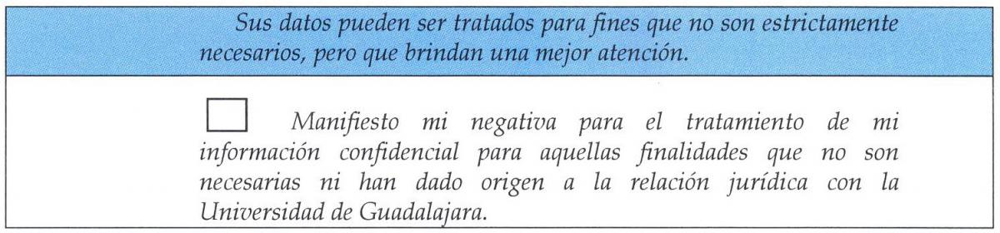 Sus datos pueden ser tratados para fines que no son estrictamente
necesarios, pero que brindan una mejor atención.
Manifiesto mi negativa para el tratamiento de mi
información confidencial para aquellas finalidades que no son
necesarias ni han dado origen a la relación jurídica con la
Universidad de Guadalajara.